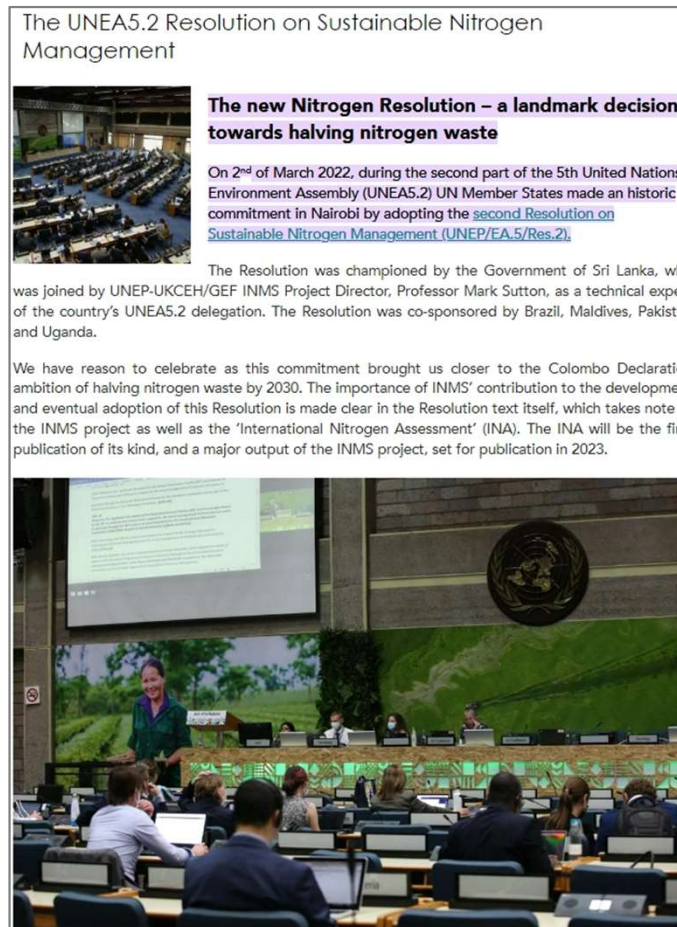 The UNEA5.2 Resolution on Sustainable Nitrogen
Management
The new Nitrogen Resolution – a landmark decision
towards halving nitrogen waste
On 2nd of March 2022, during the second part of the 5th United Nations
Environment Assembly (UNEA5.2) UN Member States made an historic
commitment in Nairobi by adopting the second Resolution on
Sustainable Nitrogen Management (UNEP/EA.5/Res.2).
The Resolution was championed by the Government of Sri Lanka,
was joined by UNEP-UKCEH/GEF INMS Project Director, Professor Mark Sutton, as a technical
of the country's UNEA5.2 delegation. The Resolution was co-sponsored by Brazil, Maldives,
and Uganda.
We have reason to celebrate as this commitment brought us closer to the Colombo
ambition of halving nitrogen waste by 2030. The importance of INMS' contribution to the
and eventual adoption of this Resolution is made clear in the Resolution text itself, which takes note
the INMS project as well as the 'International Nitrogen Assessment' (INA). The INA will be the
publication of its kind, and a major output of the INMS project, set for publication in 2023.